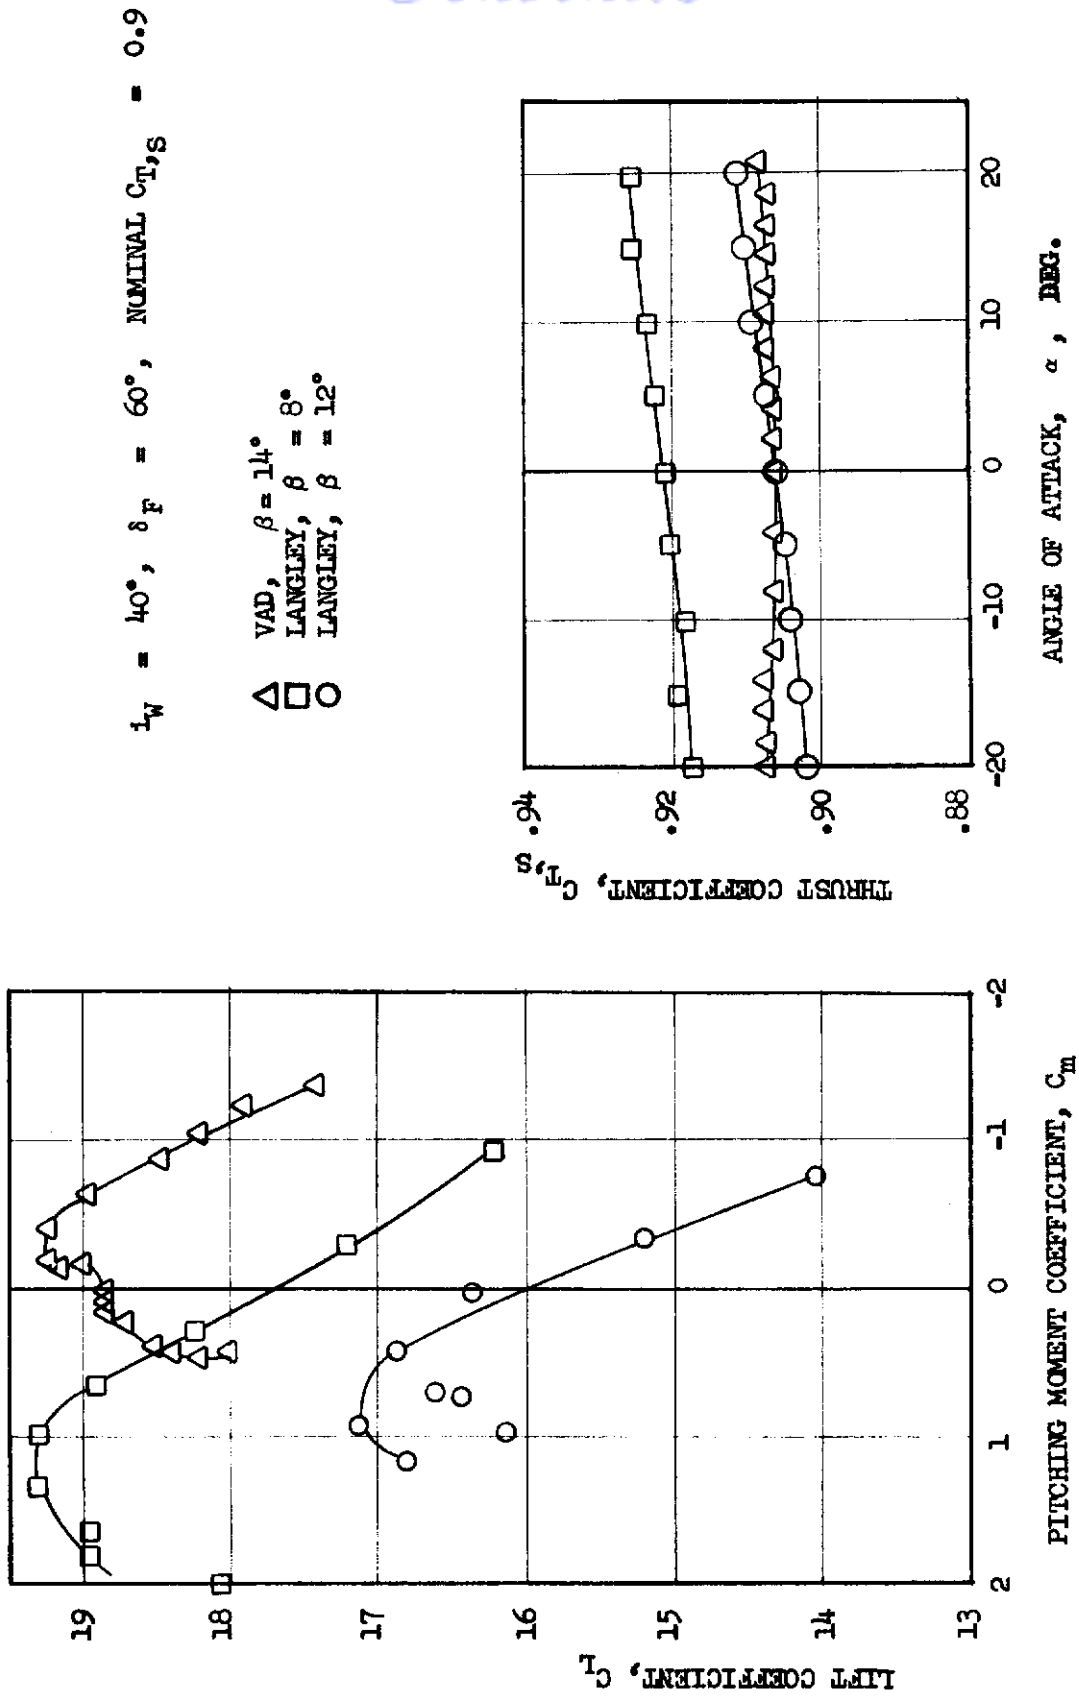 i_W = 40°, δ_F = 60°, NOMINAL C_T,S = 0.9
△ VAD, β = 14°
□ LANGLEY, β = 8°
○ LANGLEY, β = 12°
LIFT COEFFICIENT, C_L
19
18
17
16
15
14
13
2
1
0
-1
-2
PITCHING MOMENT COEFFICIENT, C_m
THRUST COEFFICIENT, C_T,S
.94
.92
.90
.88
-20
-10
0
10
20
ANGLE OF ATTACK, α, DEG.